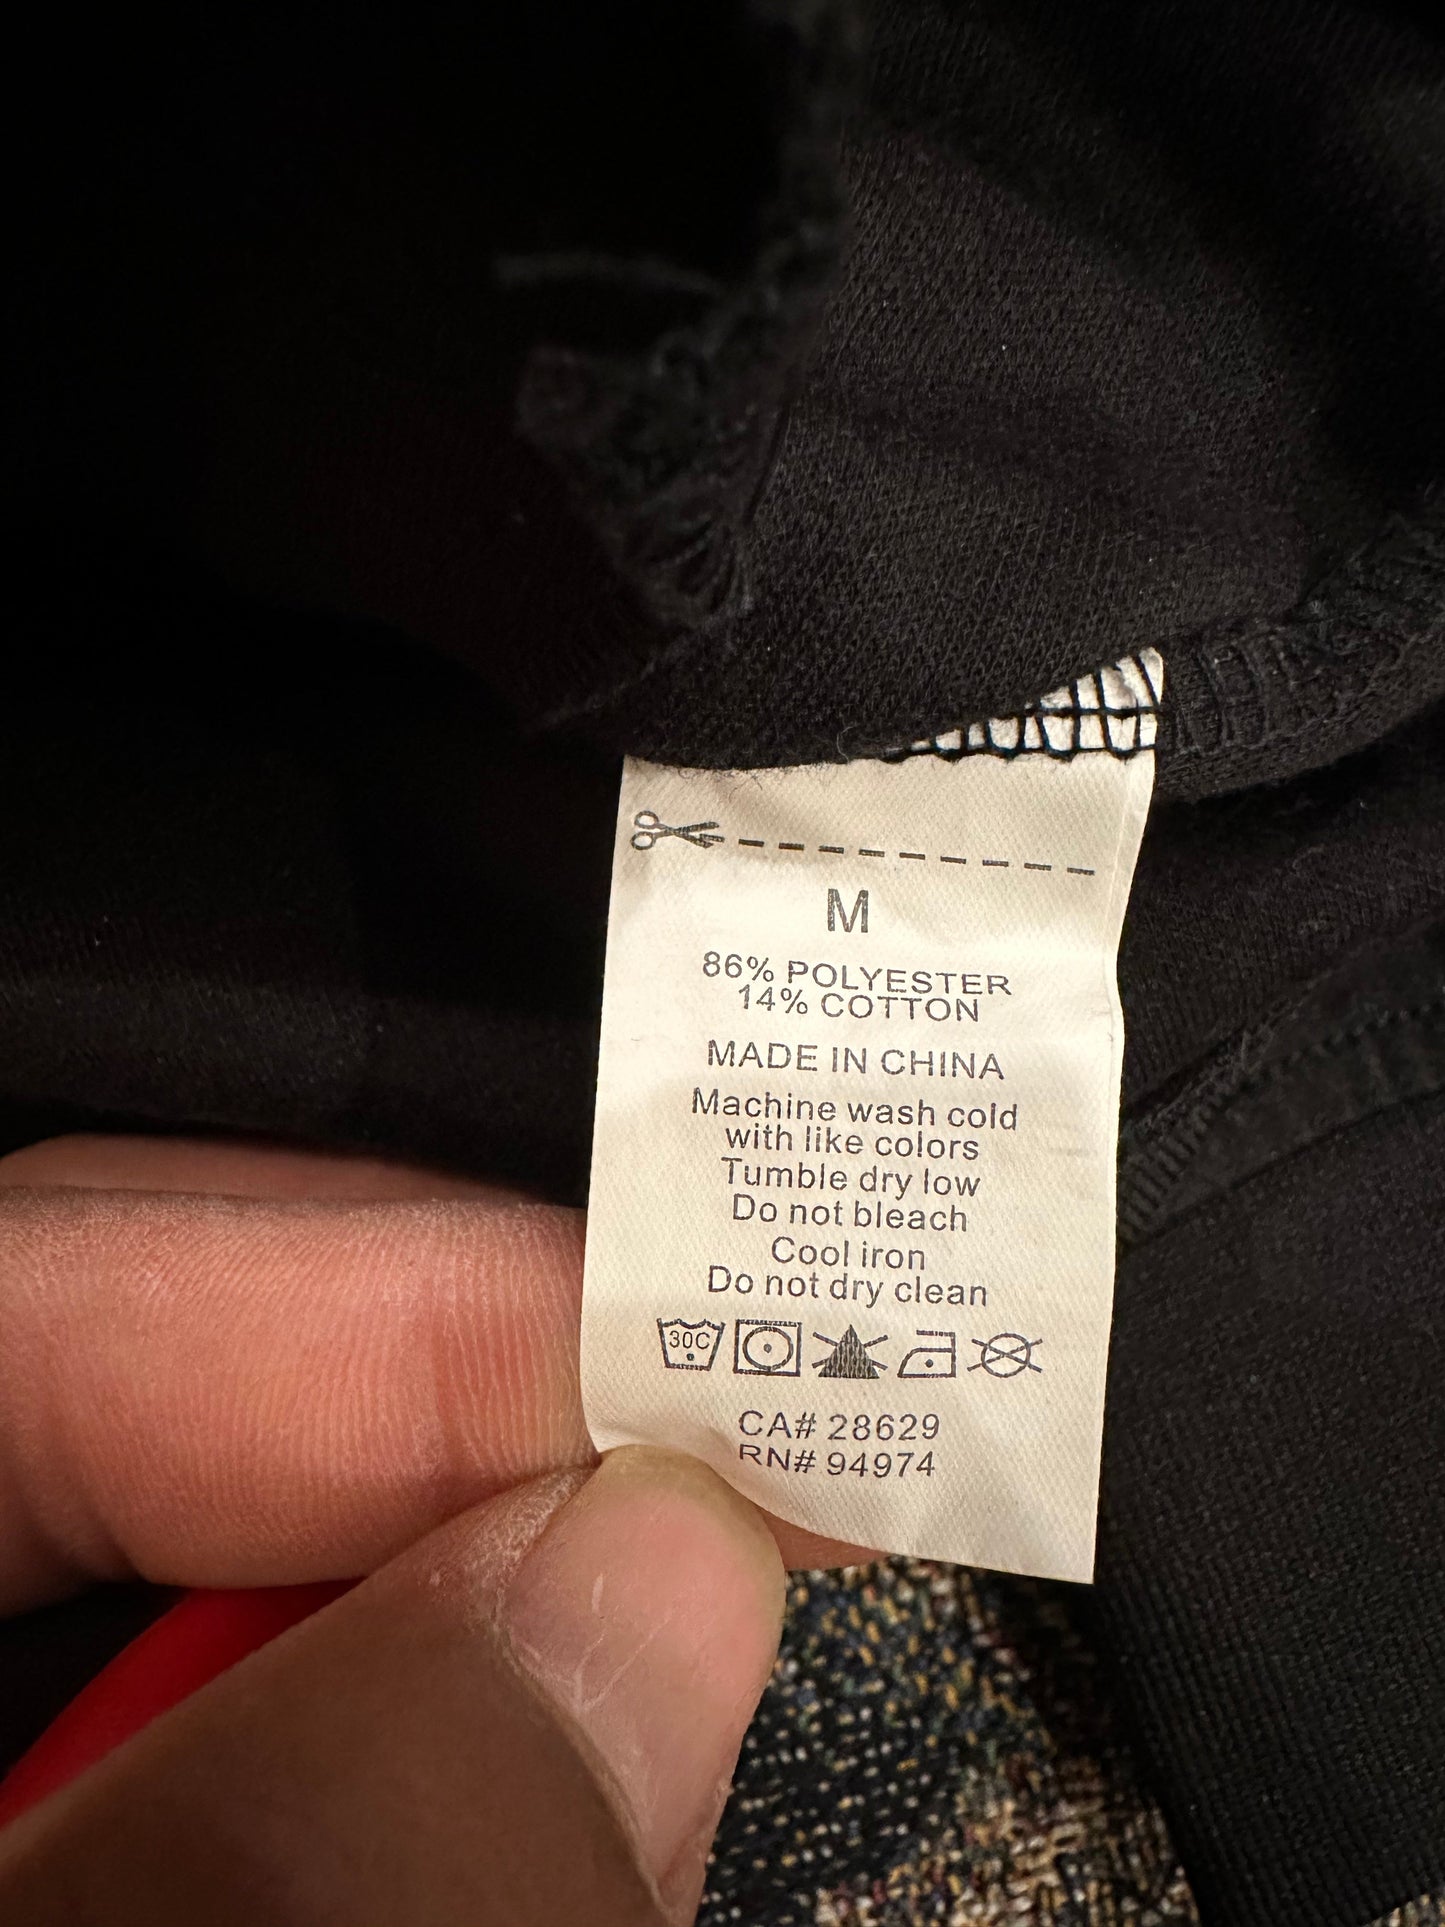 M
86% POLYESTER
14% COTTON
MADE IN CHINA
Machine wash cold
with like colors
Tumble dry low
Do not bleach
Cool iron
Do not dry clean
30C
CA# 28629
RN# 94974